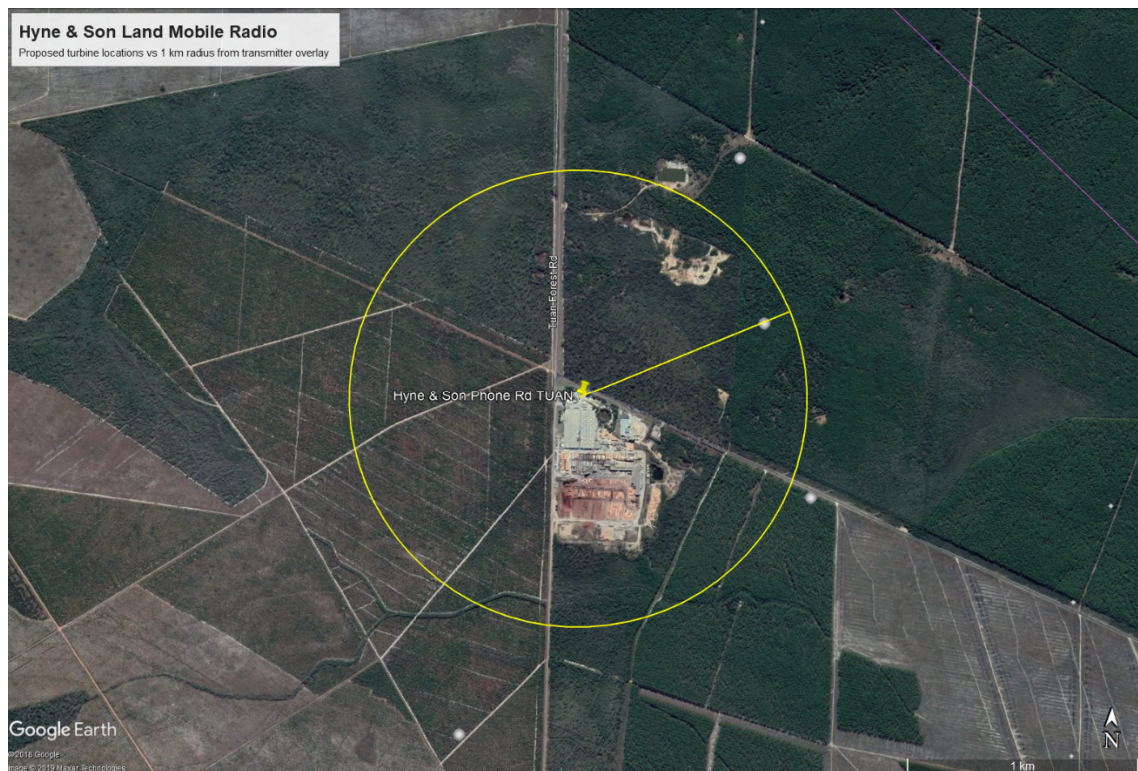 Hyne & Son Land Mobile Radio
Proposed turbine locations vs 1 km radius from transmitter overlay
Tuan Forest Rd
Hyne & Son Phone Rd TUAN
Google Earth
© 2018 Google
Image © 2019 Maxar Technologies
N
1 km